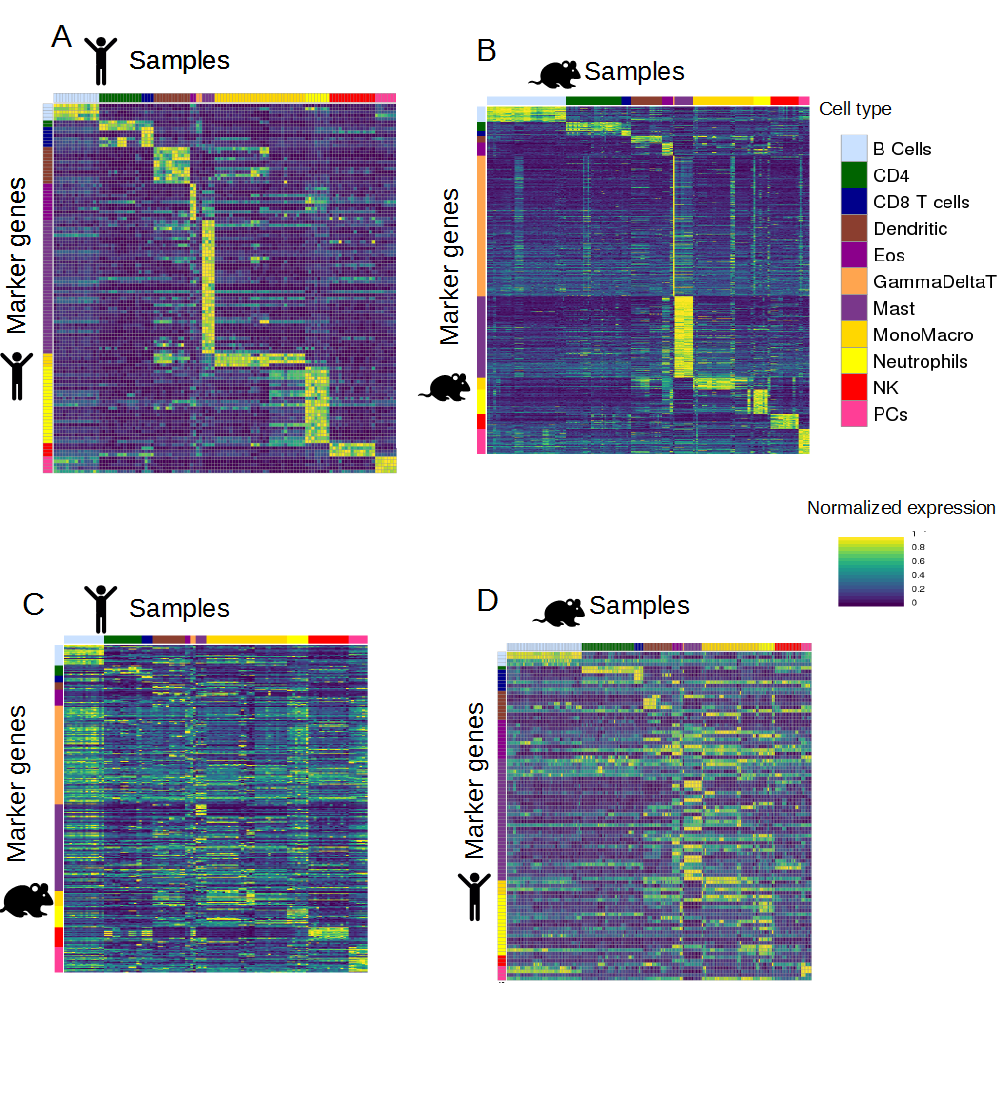 A
Samples
Marker genes
B
Samples
Marker genes
Cell type
B Cells
CD4
CD8 T cells
Dendritic
Eos
GammaDeltaT
Mast
MonoMacro
Neutrophils
NK
PCs
Normalized expression
1
0.8
0.6
0.4
0.2
0
C
Samples
Marker genes
D
Samples
Marker genes